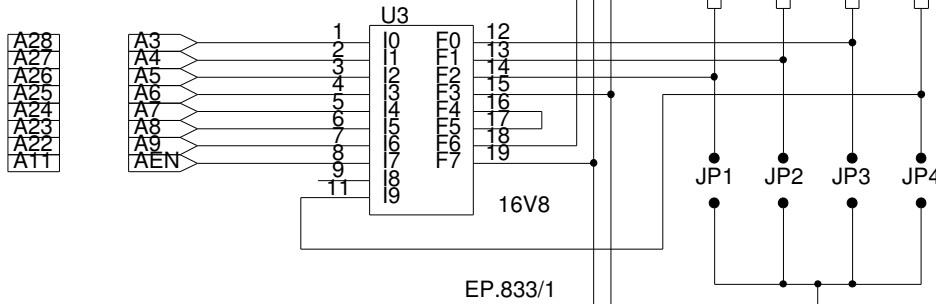 U3
A28 A3 1 I0 F0 12
A27 A4 2 I1 F1 13
A26 A5 3 I2 F2 14
A25 A6 4 I3 F3 15
A24 A7 5 I4 F4 16
A23 A8 6 I5 F5 17
A22 A9 7 I6 F6 18
A11 AEN 8 I7 F7 19
9 I8
11 I9
JP1 JP2 JP3 JP4
16V8
EP.833/1